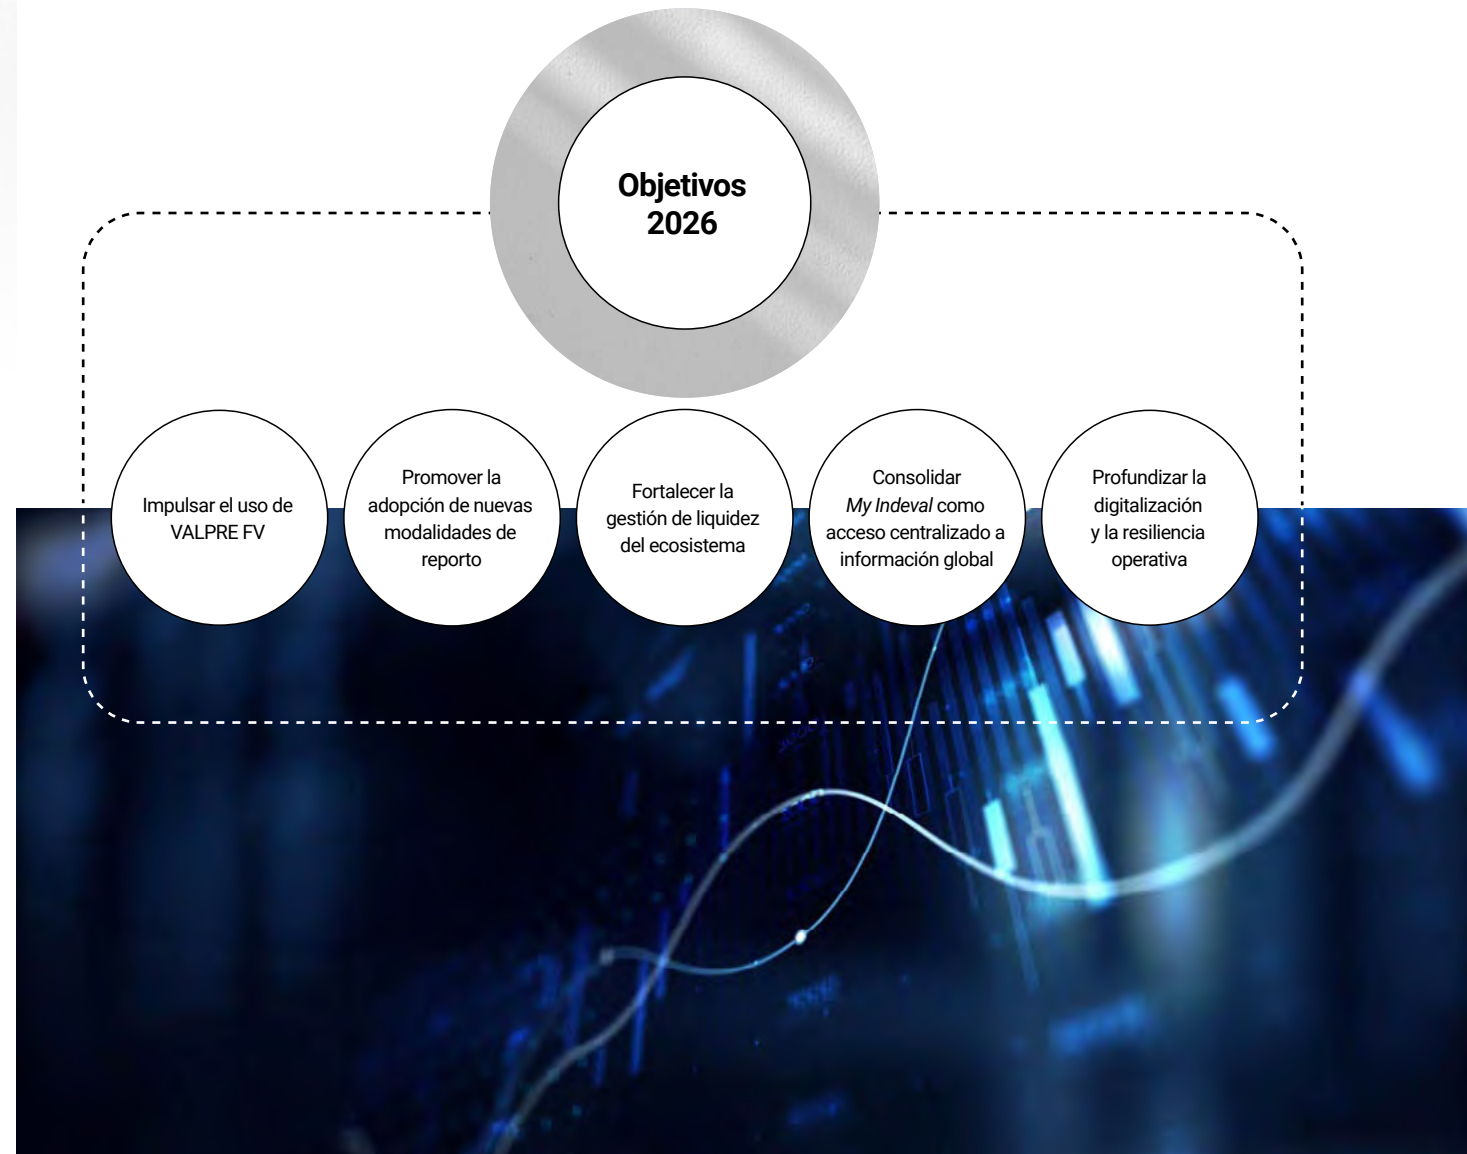 Objetivos
2026
Impulsar el uso de
VALPRE FV
Promover la
adopción de nuevas
modalidades de
reporto
Fortalecer la
gestión de liquidez
del ecosistema
Consolidar
My Indeval como
acceso centralizado a
información global
Profundizar la
digitalización
y la resiliencia
operativa